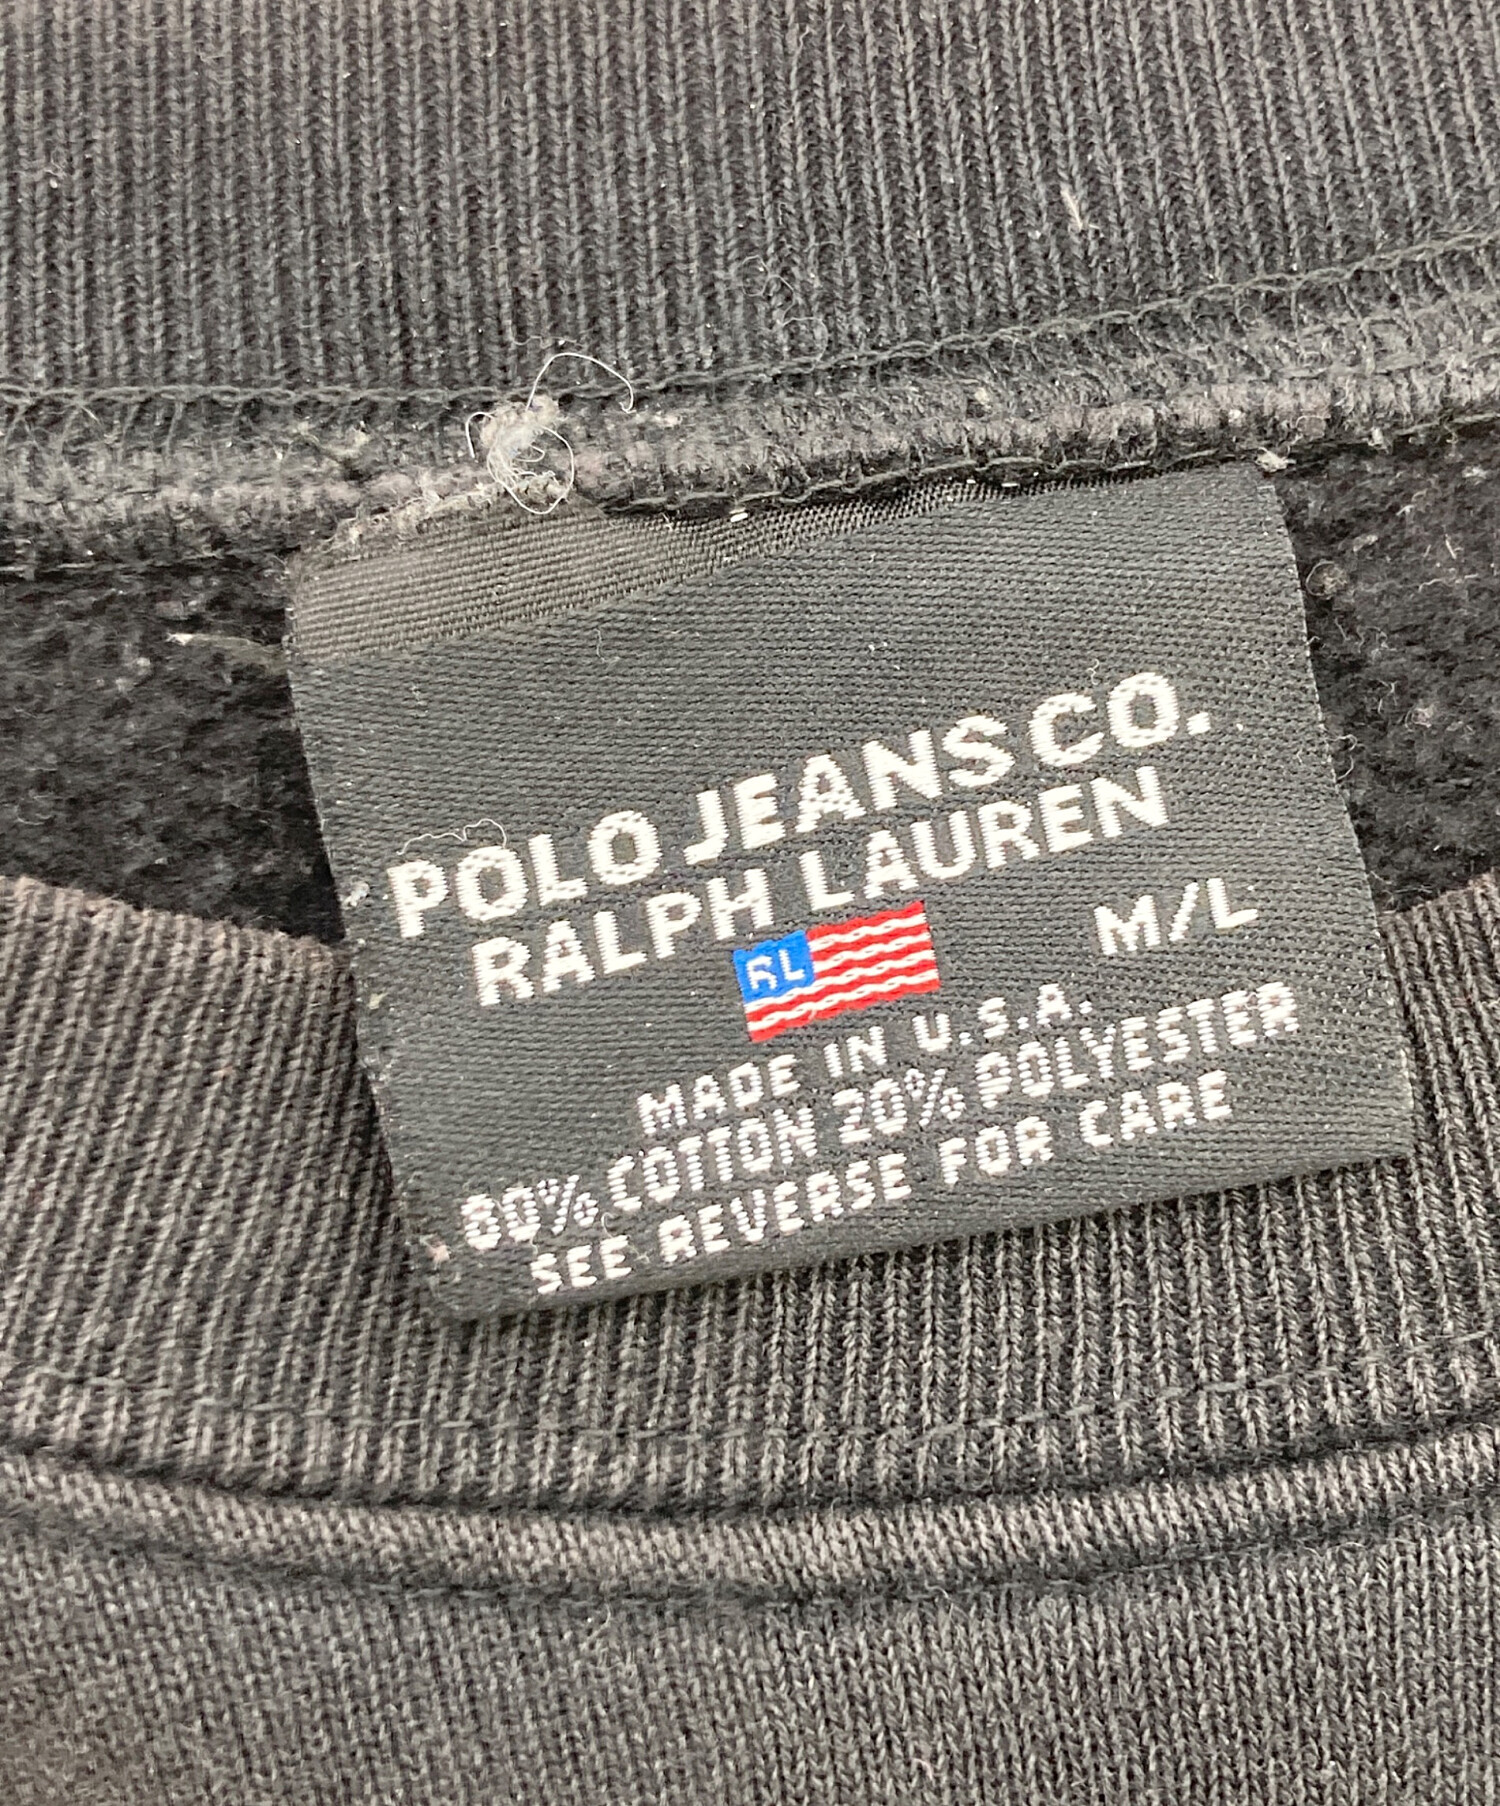 POLO JEANS CO.
RALPH LAUREN
M/L
RL
MADE IN U.S.A.
80% COTTON 20% POLYESTER
SEE REVERSE FOR CARE